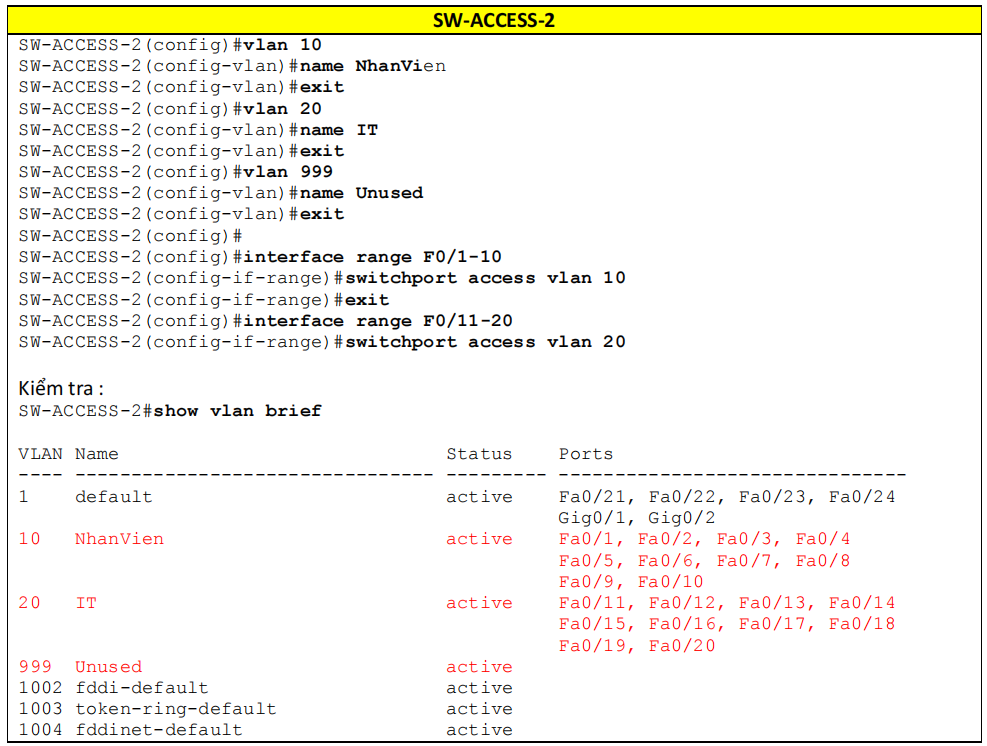 SW-ACCESS-2
SW-ACCESS-2(config)#vlan 10
SW-ACCESS-2(config-vlan)#name NhanVien
SW-ACCESS-2(config-vlan)#exit
SW-ACCESS-2(config)#vlan 20
SW-ACCESS-2(config-vlan)#name IT
SW-ACCESS-2(config-vlan)#exit
SW-ACCESS-2(config)#vlan 999
SW-ACCESS-2(config-vlan)#name Unused
SW-ACCESS-2(config-vlan)#exit
SW-ACCESS-2(config)#
SW-ACCESS-2(config)#interface range F0/1-10
SW-ACCESS-2(config-if-range)#switchport access vlan 10
SW-ACCESS-2(config-if-range)#exit
SW-ACCESS-2(config)#interface range F0/11-20
SW-ACCESS-2(config-if-range)#switchport access vlan 20
Kiểm tra :
SW-ACCESS-2#show vlan brief
VLAN Name Status Ports
---- -------------------------------- --------- -------------------------------
1 default active Fa0/21, Fa0/22, Fa0/23, Fa0/24
Gig0/1, Gig0/2
10 NhanVien active Fa0/1, Fa0/2, Fa0/3, Fa0/4
Fa0/5, Fa0/6, Fa0/7, Fa0/8
Fa0/9, Fa0/10
20 IT active Fa0/11, Fa0/12, Fa0/13, Fa0/14
Fa0/15, Fa0/16, Fa0/17, Fa0/18
Fa0/19, Fa0/20
999 Unused active
1002 fddi-default active
1003 token-ring-default active
1004 fddinet-default active